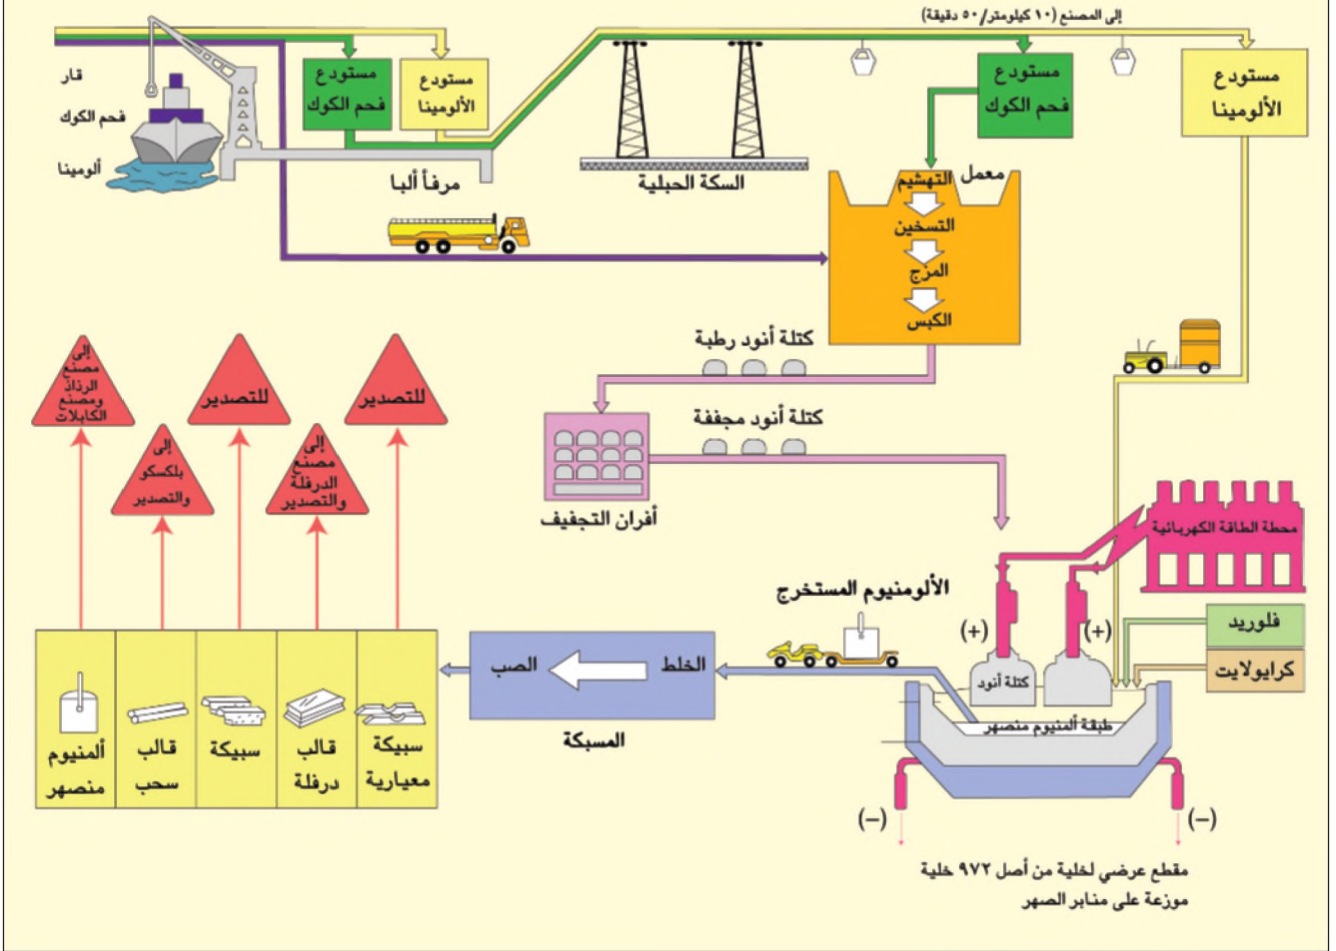 إلى المصنع (١٠ كيلومتر/٥٠ دقيقة)
مستودع
الألومينا
مستودع
فحم الكوك
مستودع
الألومينا
مستودع
فحم الكوك
قار
فحم الكوك
ألومينا
السكة الحبلية
مرفأ ألبا
معمل
التهشيم
التسخين
المزج
الكبس
كتلة أنود رطبة
كتلة أنود مجففة
أفران التجفيف
محطة الطاقة الكهربائية
فلوريد
كرايولايت
(+)
(+)
كتلة أنود
طبقة ألمنيوم منصهر
(–)
(–)
مقطع عرضي لخلية من أصل ٩٧٢ خلية
موزعة على منابر الصهر
الألومنيوم المستخرج
الخلط
الصب
المسبكة
سبيكة
معيارية
قالب
درفلة
سبيكة
قالب
سحب
ألمنيوم
منصهر
للتصدير
إلى
مصنع
الدرفلة
والتصدير
للتصدير
إلى
بلكسكو
والتصدير
إلى
مصنع
الرذاذ
ومصنع
الكابلات